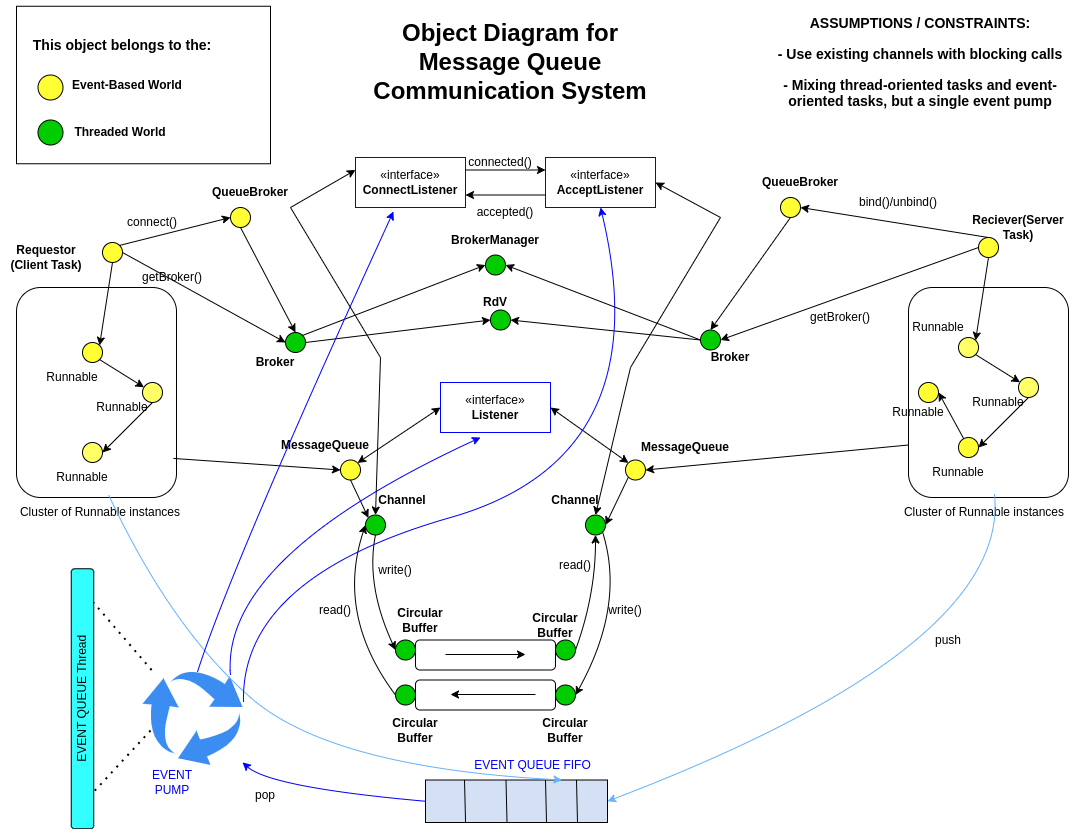 Object Diagram for
Message Queue
Communication System
ASSUMPTIONS / CONSTRAINTS:
- Use existing channels with blocking calls
- Mixing thread-oriented tasks and event-
oriented tasks, but a single event pump
This object belongs to the:
Event-Based World
Threaded World
«interface»
ConnectListener
connected()
accepted()
«interface»
AcceptListener
QueueBroker
connect()
Requestor
(Client Task)
getBroker()
BrokerManager
RdV
Broker
QueueBroker
bind()/unbind()
Reciever(Server
Task)
getBroker()
Broker
Runnable
Runnable
Runnable
Cluster of Runnable instances
«interface»
Listener
MessageQueue
MessageQueue
Channel
Channel
Runnable
Runnable
Runnable
Runnable
Cluster of Runnable instances
write()
read()
read()
write()
Circular
Buffer
Circular
Buffer
Circular
Buffer
Circular
Buffer
EVENT QUEUE Thread
EVENT
PUMP
pop
EVENT QUEUE FIFO
push